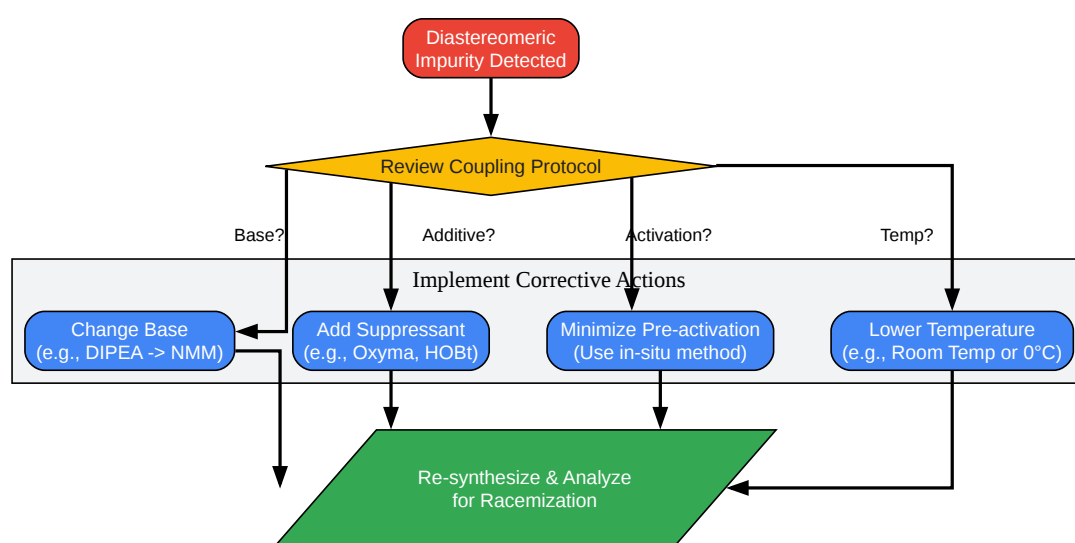 Diastereomeric
Impurity Detected
Review Coupling Protocol
Base?
Additive?
Activation?
Temp?
Implement Corrective Actions
Change Base
(e.g., DIPEA -> NMM)
Add Suppressant
(e.g., Oxyma, HOBt)
Minimize Pre-activation
(Use in-situ method)
Lower Temperature
(e.g., Room Temp or 0°C)
Re-synthesize & Analyze
for Racemization